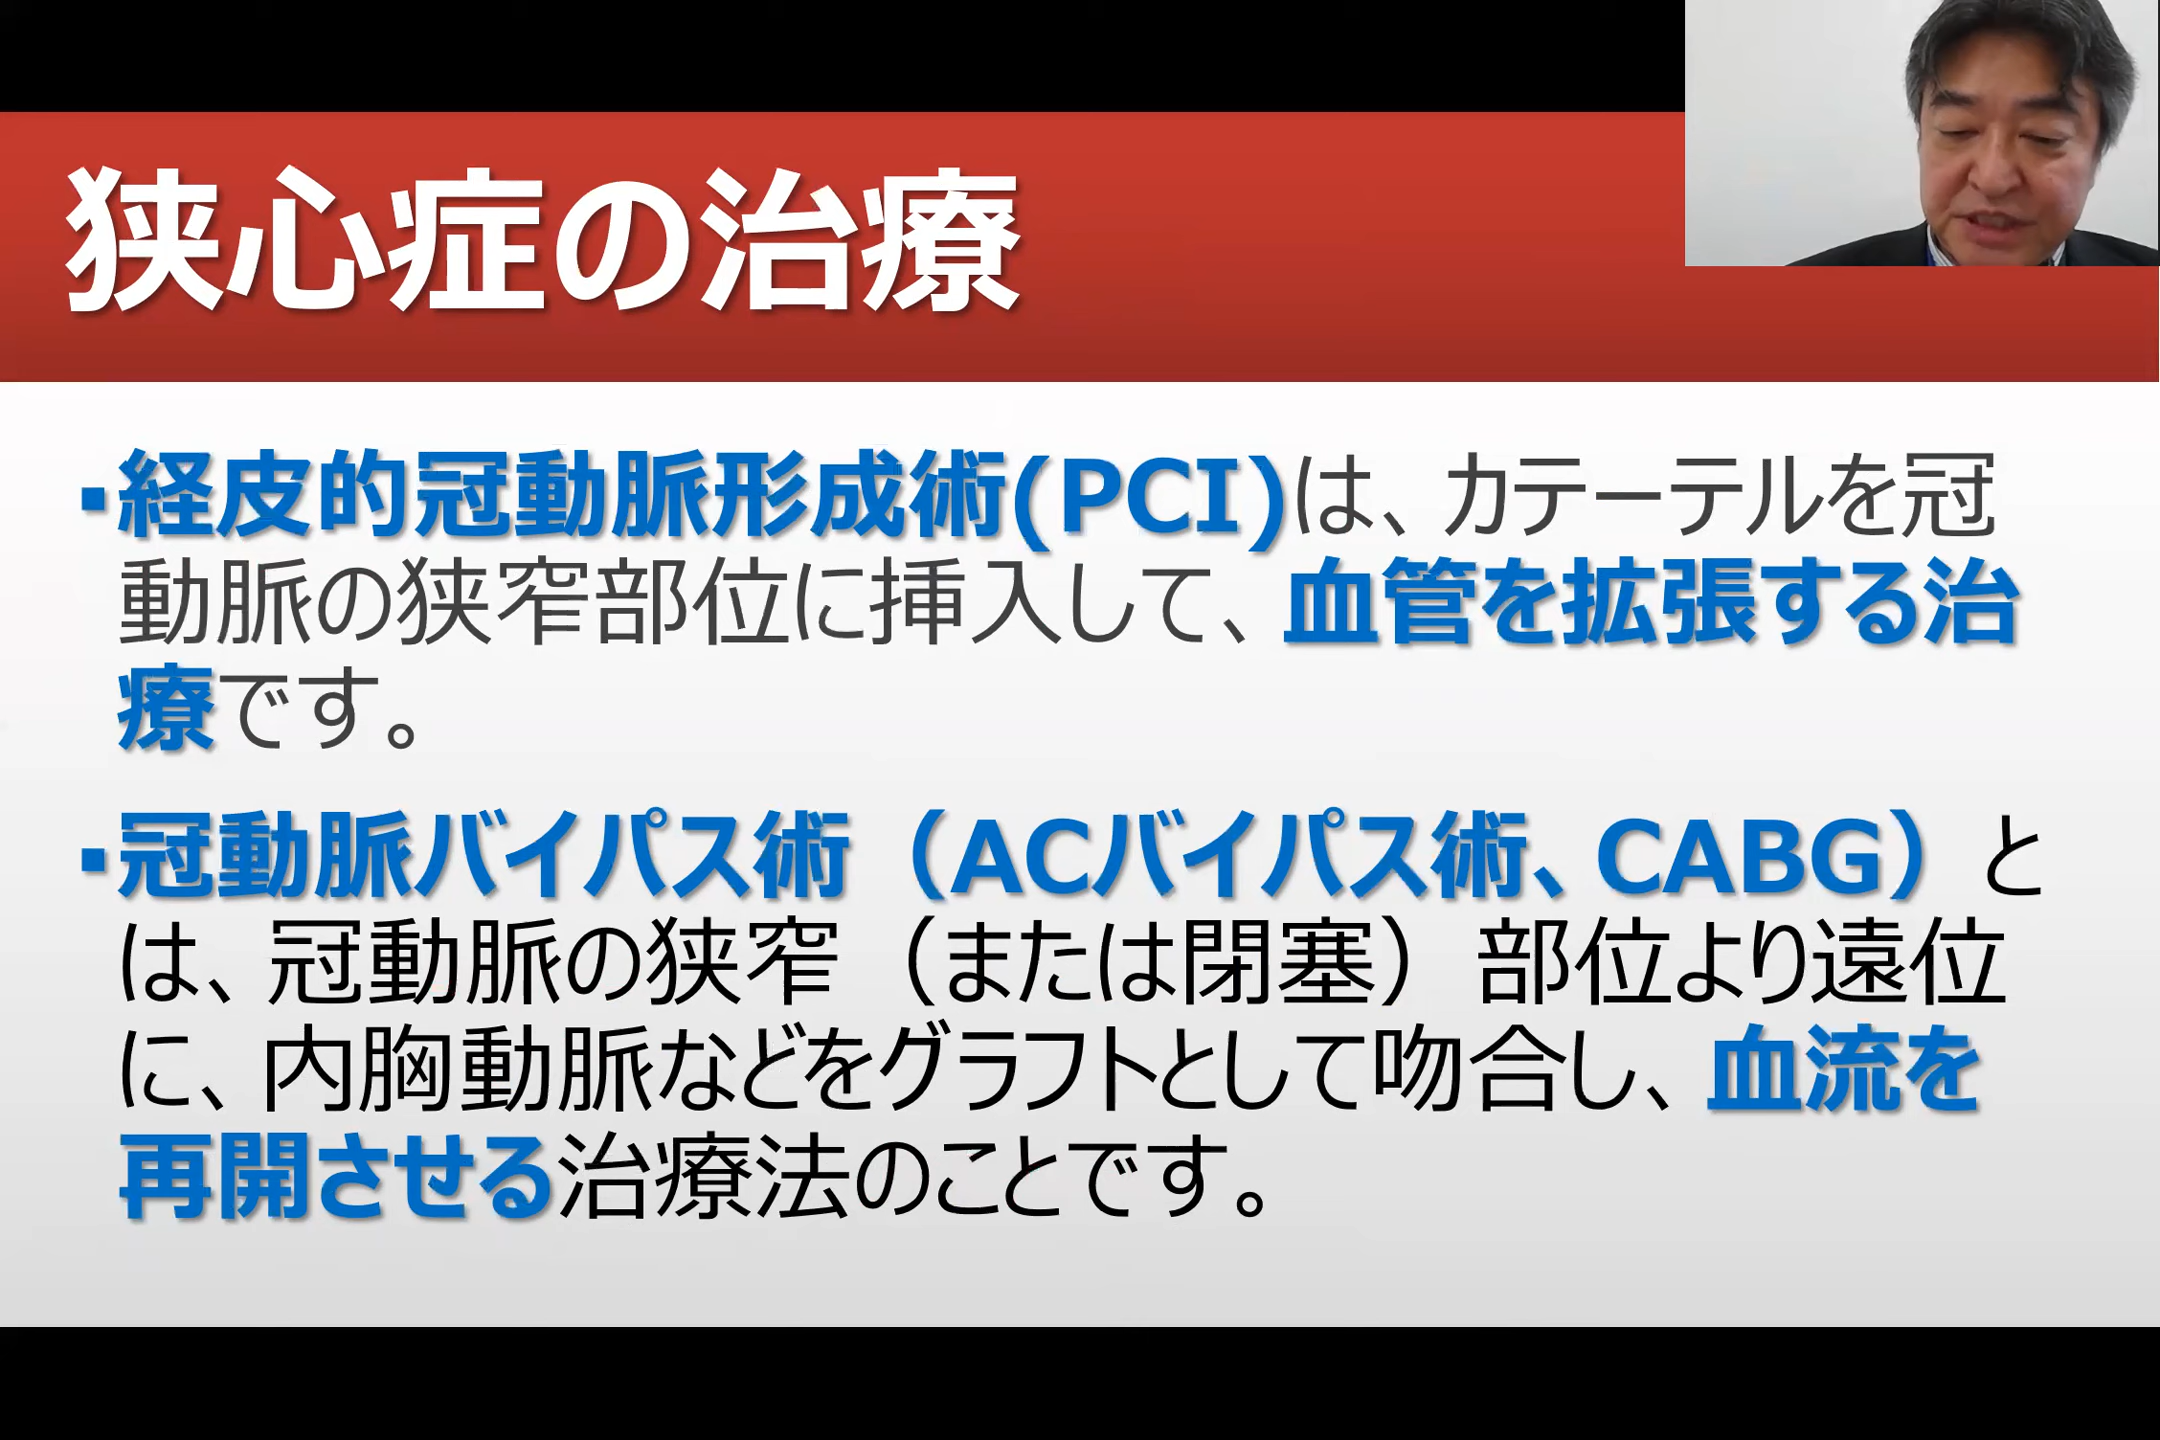 狭心症の治療
▪経皮的冠動脈形成術(PCI)は、カテーテルを冠
動脈の狭窄部位に挿入して、血管を拡張する治
療です。
▪冠動脈バイパス術（ACバイパス術、CABG）と
は、冠動脈の狭窄（または閉塞）部位より遠位
に、内胸動脈などをグラフトとして吻合し、血流を
再開させる治療法のことです。